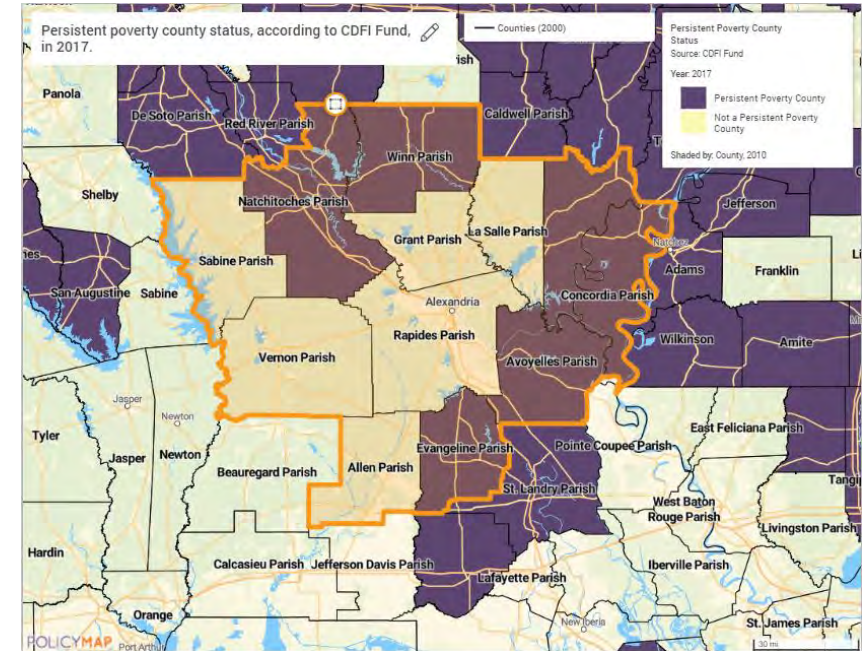 Persistent poverty county status, according to CDFI Fund,
in 2017.
Counties (2000)
Persistent Poverty County
Status
Source: CDFI Fund
Year: 2017
Persistent Poverty County
Not a Persistent Poverty
County
Shaded by: County, 2010
Panola
De Soto Parish
Red River Parish
Caldwell Parish
Winn Parish
Shelby
Natchitoches Parish
Jefferson
Grant Parish
La Salle Parish
Natchez
Sabine Parish
Adams
Franklin
San Augustine
Sabine
Concordia Parish
Alexandria
Rapides Parish
Wilkinson
Amite
Vernon Parish
Avoyelles Parish
Jasper
Newton
Tyler
Jasper
Newton
Beauregard Parish
Allen Parish
Evangeline Parish
Pointe Coupee Parish
East Feliciana Parish
St. Landry Parish
West Baton
Rouge Parish
Livingston Parish
Hardin
Calcasieu Parish
Jefferson Davis Parish
Lafayette Parish
Iberville Parish
Orange
New Iberia
St. James Parish
POLICYMAP
Port Arthur
30 mi